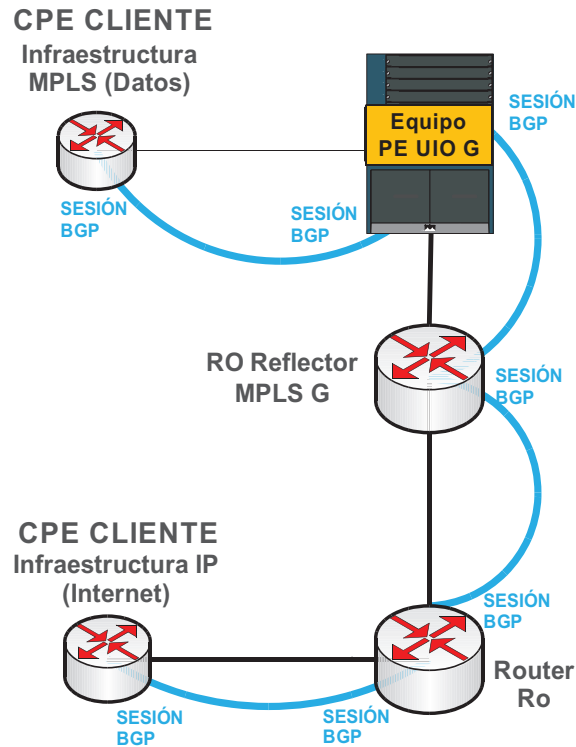 CPE CLIENTE
Infraestructura
MPLS (Datos)
Equipo
PE UIO G
SESIÓN
BGP
SESIÓN
BGP
SESIÓN
BGP
RO Reflector
MPLS G
SESIÓN
BGP
CPE CLIENTE
Infraestructura IP
(Internet)
SESIÓN
BGP
Router
Ro
SESIÓN
BGP
SESIÓN
BGP